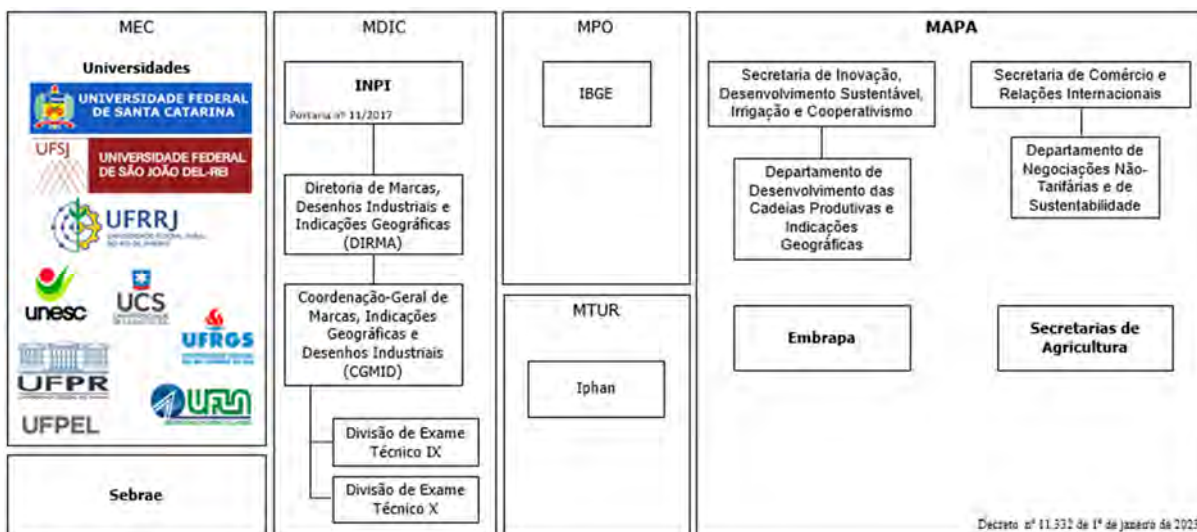 MEC
Universidades
UNIVERSIDADE FEDERAL
DE SANTA CATARINA
UFSJ
UNIVERSIDADE FEDERAL
DE SÃO JOÃO DEL-REI
UFRRJ
unesc
UCS
UFRGS
UFPR
UFPEL
Sebrae
MDIC
INPI
Portaria nº 11/2017
Diretoria de Marcas,
Desenhos Industriais e
Indicações Geográficas
(DIRMA)
Coordenação-Geral de
Marcas, Indicações
Geográficas e
Desenhos Industriais
(CGMID)
Divisão de Exame
Técnico IX
Divisão de Exame
Técnico X
MPO
IBGE
MTUR
Iphan
MAPA
Secretaria de Inovação,
Desenvolvimento Sustentável,
Irrigação e Cooperativismo
Departamento de
Desenvolvimento das
Cadeias Produtivas e
Indicações
Geográficas
Secretaria de Comércio e
Relações Internacionais
Departamento de
Negociações Não-
Tarifárias e de
Sustentabilidade
Embrapa
Secretarias de
Agricultura
Decreto nº 11.332 de 1º de janeiro de 2023